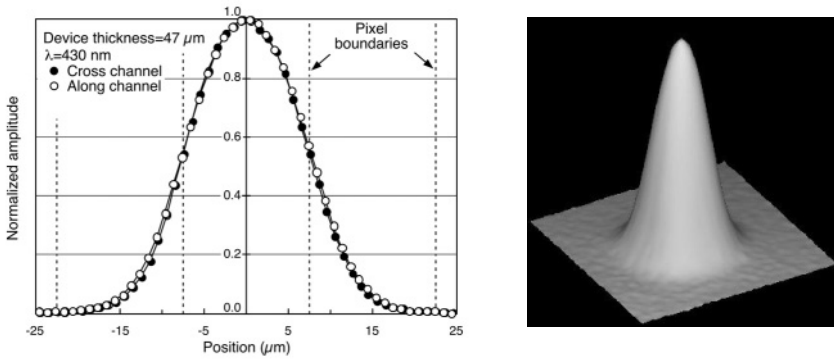 Device thickness=47 µm
λ=430 nm
Cross channel
Along channel
Pixel
boundaries
Normalized amplitude
1.0
0.8
0.6
0.4
0.2
0.0
-25
-15
-5
5
15
25
Position (µm)